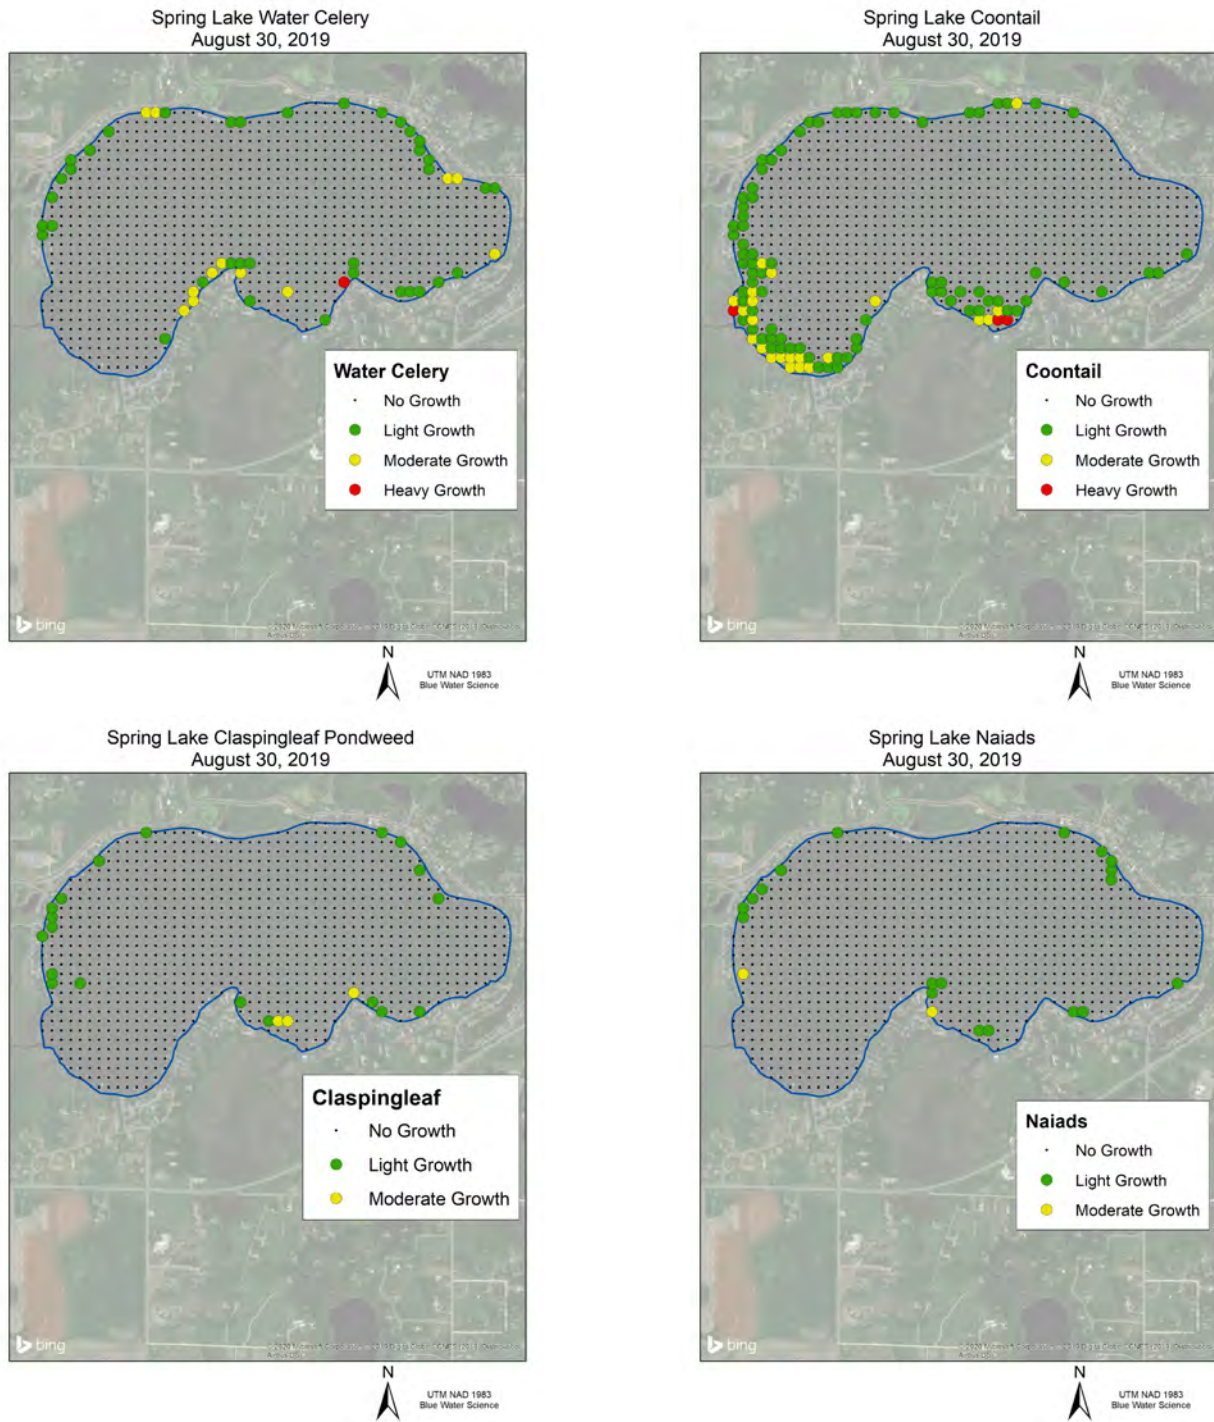 Spring Lake Water Celery
August 30, 2019
Water Celery
No Growth
Light Growth
Moderate Growth
Heavy Growth
bing
N
UTM NAD 1983
Blue Water Science
Spring Lake Coontail
August 30, 2019
Coontail
No Growth
Light Growth
Moderate Growth
Heavy Growth
bing
N
UTM NAD 1983
Blue Water Science
Spring Lake Claspingleaf Pondweed
August 30, 2019
Claspingleaf
No Growth
Light Growth
Moderate Growth
bing
N
UTM NAD 1983
Blue Water Science
Spring Lake Naiads
August 30, 2019
Naiads
No Growth
Light Growth
Moderate Growth
bing
N
UTM NAD 1983
Blue Water Science